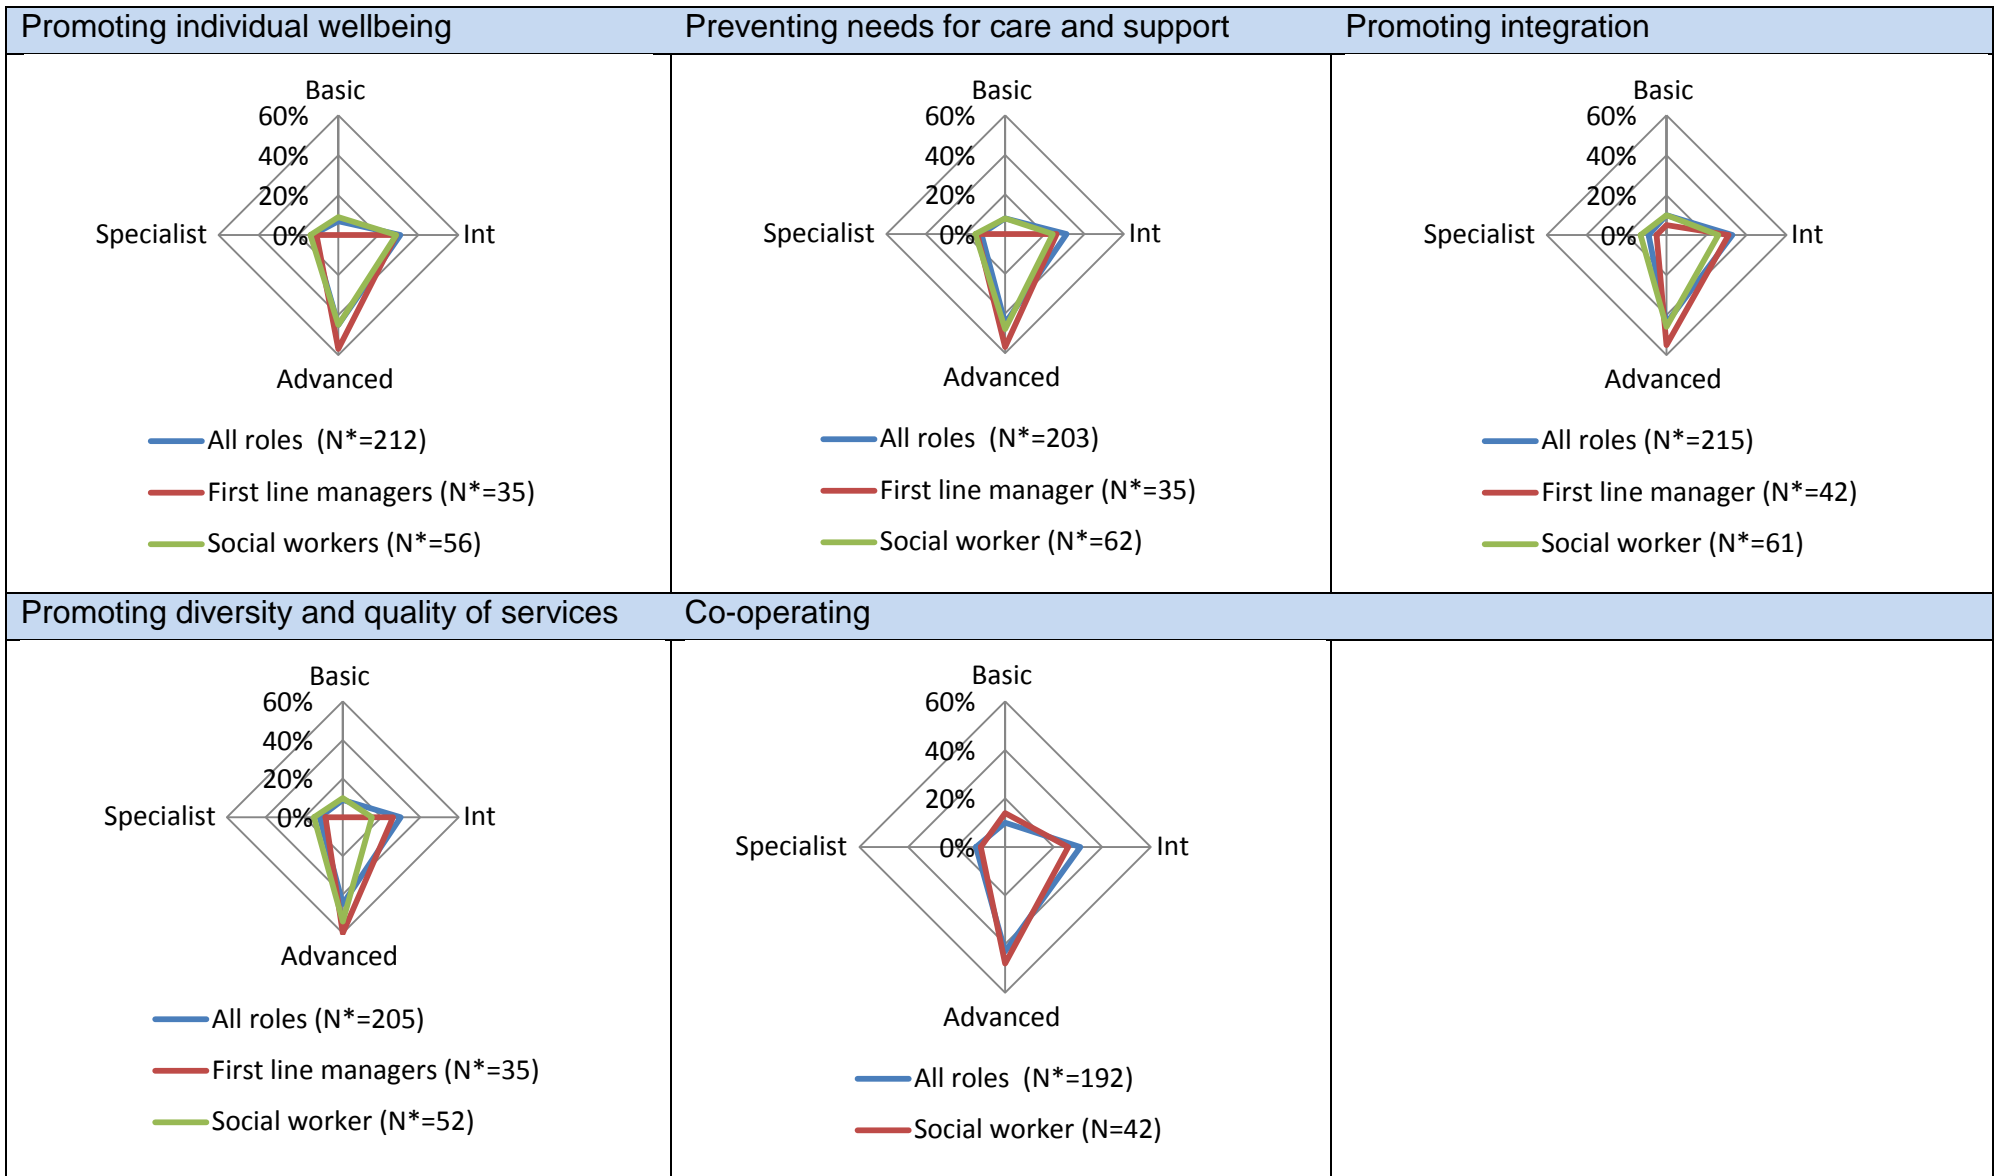 Promoting individual wellbeing
Preventing needs for care and support
Promoting integration
Basic
60%
40%
20%
0%
Specialist
Int
Advanced
All roles (N*=212)
First line managers (N*=35)
Social workers (N*=56)
Basic
60%
40%
20%
0%
Specialist
Int
Advanced
All roles (N*=203)
First line manager (N*=35)
Social worker (N*=62)
Basic
60%
40%
20%
0%
Specialist
Int
Advanced
All roles (N*=215)
First line manager (N*=42)
Social worker (N*=61)
Promoting diversity and quality of services
Co-operating
Basic
60%
40%
20%
0%
Specialist
Int
Advanced
All roles (N*=205)
First line managers (N*=35)
Social worker (N*=52)
Basic
60%
40%
20%
0%
Specialist
Int
Advanced
All roles (N*=192)
Social worker (N=42)